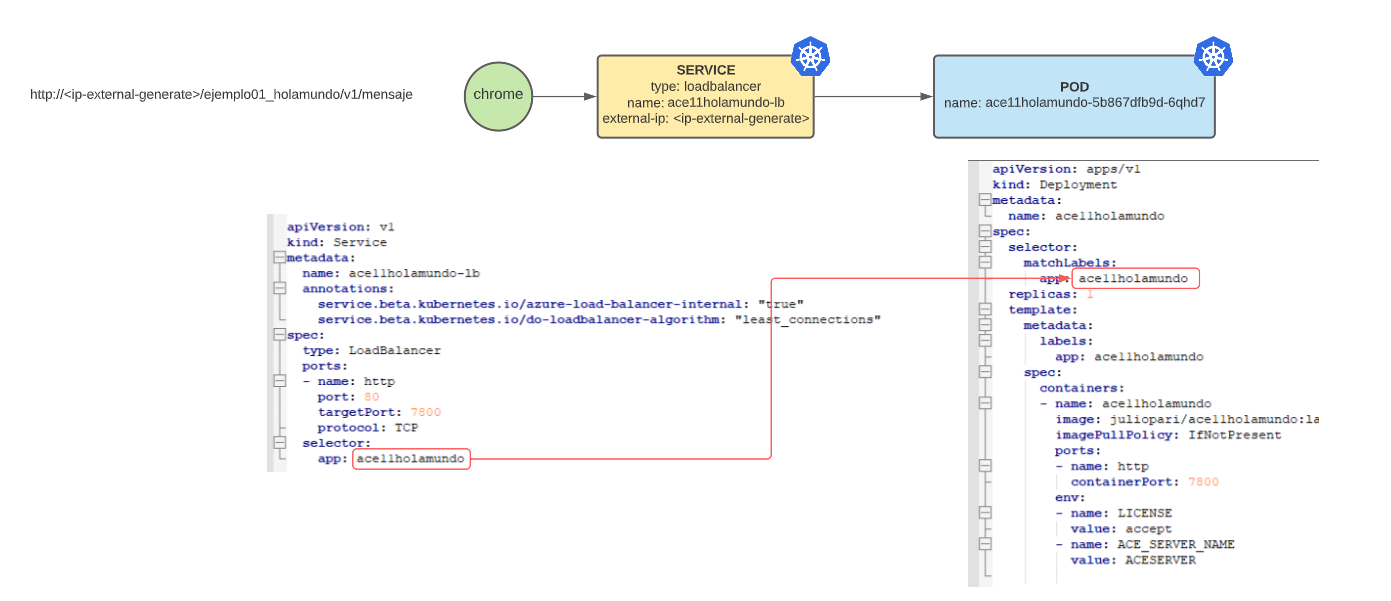 http://<ip-external-generate>/ejemplo01_holamundo/v1/mensaje
chrome
SERVICE
type: loadbalancer
name: ace11holamundo-lb
external-ip: <ip-external-generate>
POD
name: ace11holamundo-5b867dfb9d-6qhd7
apiVersion: v1
kind: Service
metadata:
name: ace11holamundo-lb
annotations:
service.beta.kubernetes.io/azure-load-balancer-internal: "true"
service.beta.kubernetes.io/do-loadbalancer-algorithm: "least_connections"
spec:
type: LoadBalancer
ports:
- name: http
port: 80
targetPort: 7800
protocol: TCP
selector:
app: ace11holamundo
apiVersion: apps/v1
kind: Deployment
metadata:
name: ace11holamundo
spec:
selector:
matchLabels:
app: ace11holamundo
replicas: 1
template:
metadata:
labels:
app: ace11holamundo
spec:
containers:
- name: ace11holamundo
image: juliopari/ace11holamundo:la
imagePullPolicy: IfNotPresent
ports:
- name: http
containerPort: 7800
env:
- name: LICENSE
value: accept
- name: ACE_SERVER_NAME
value: ACESERVER